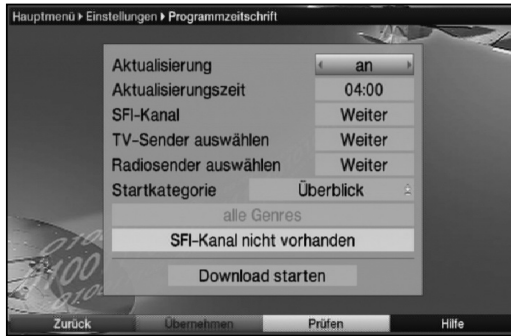 Hauptmenü ▸ Einstellungen ▸ Programmzeitschrift
Aktualisierung an
Aktualisierungszeit 04:00
SFI-Kanal Weiter
TV-Sender auswählen Weiter
Radiosender auswählen Weiter
Startkategorie Überblick
alle Genres
SFI-Kanal nicht vorhanden
Download starten
Zurück Übernehmen Prüfen Hilfe